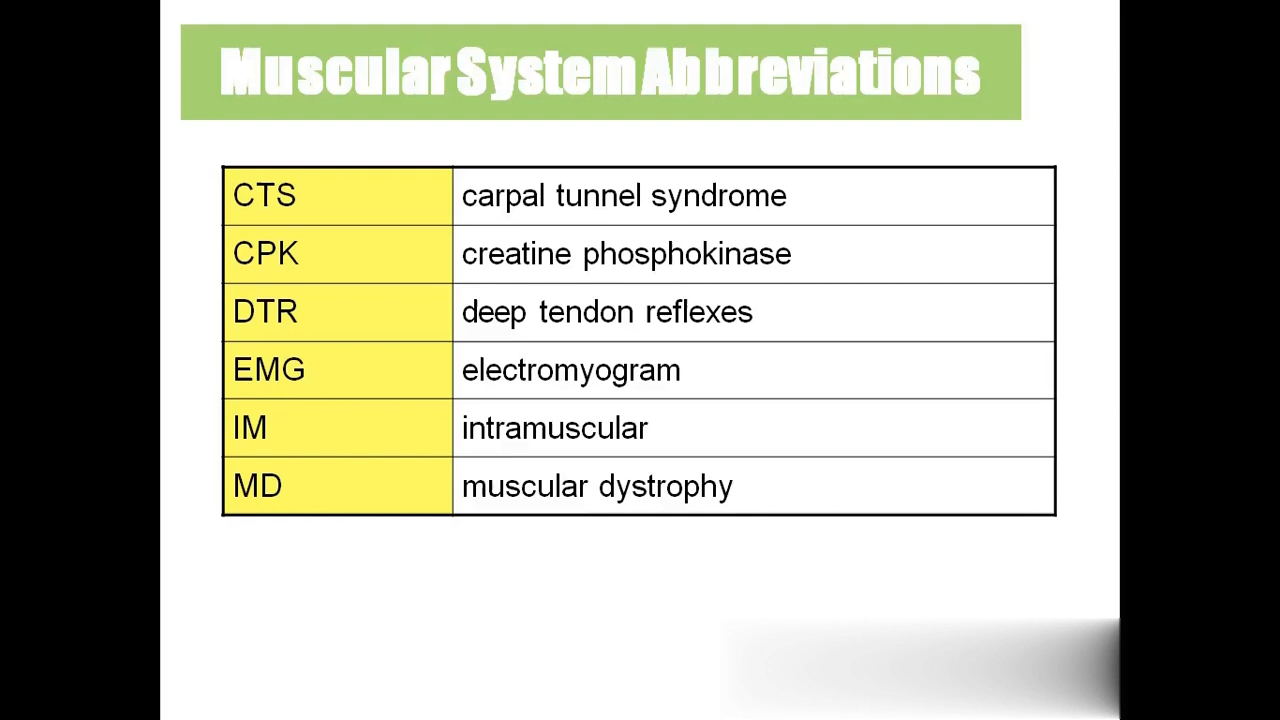 Muscular System Abbreviations
CTS carpal tunnel syndrome
CPK creatine phosphokinase
DTR deep tendon reflexes
EMG electromyogram
IM intramuscular
MD muscular dystrophy